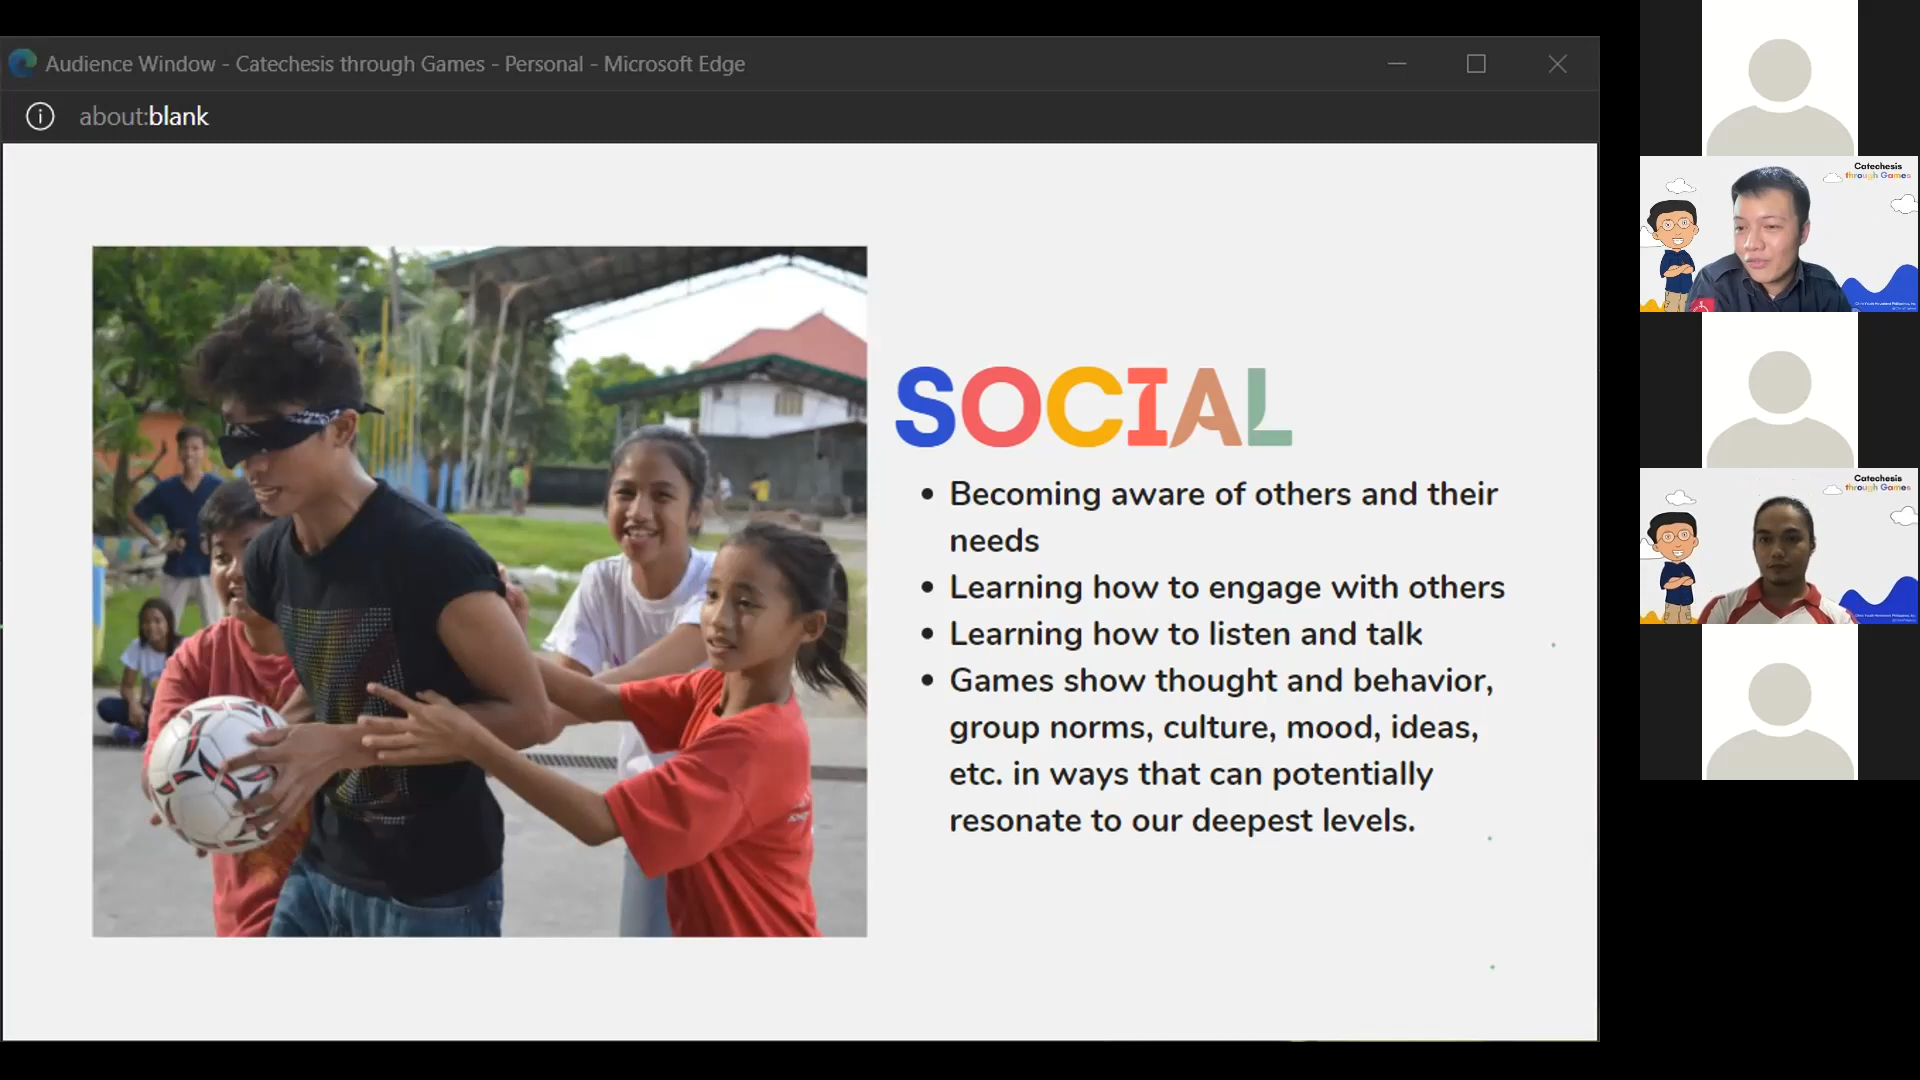 Audience Window - Catechesis through Games - Personal - Microsoft Edge
about:blank
SOCIAL
• Becoming aware of others and their
needs
• Learning how to engage with others
• Learning how to listen and talk
• Games show thought and behavior,
group norms, culture, mood, ideas,
etc. in ways that can potentially
resonate to our deepest levels.
Catechesis
through Games
Catechesis
through Games